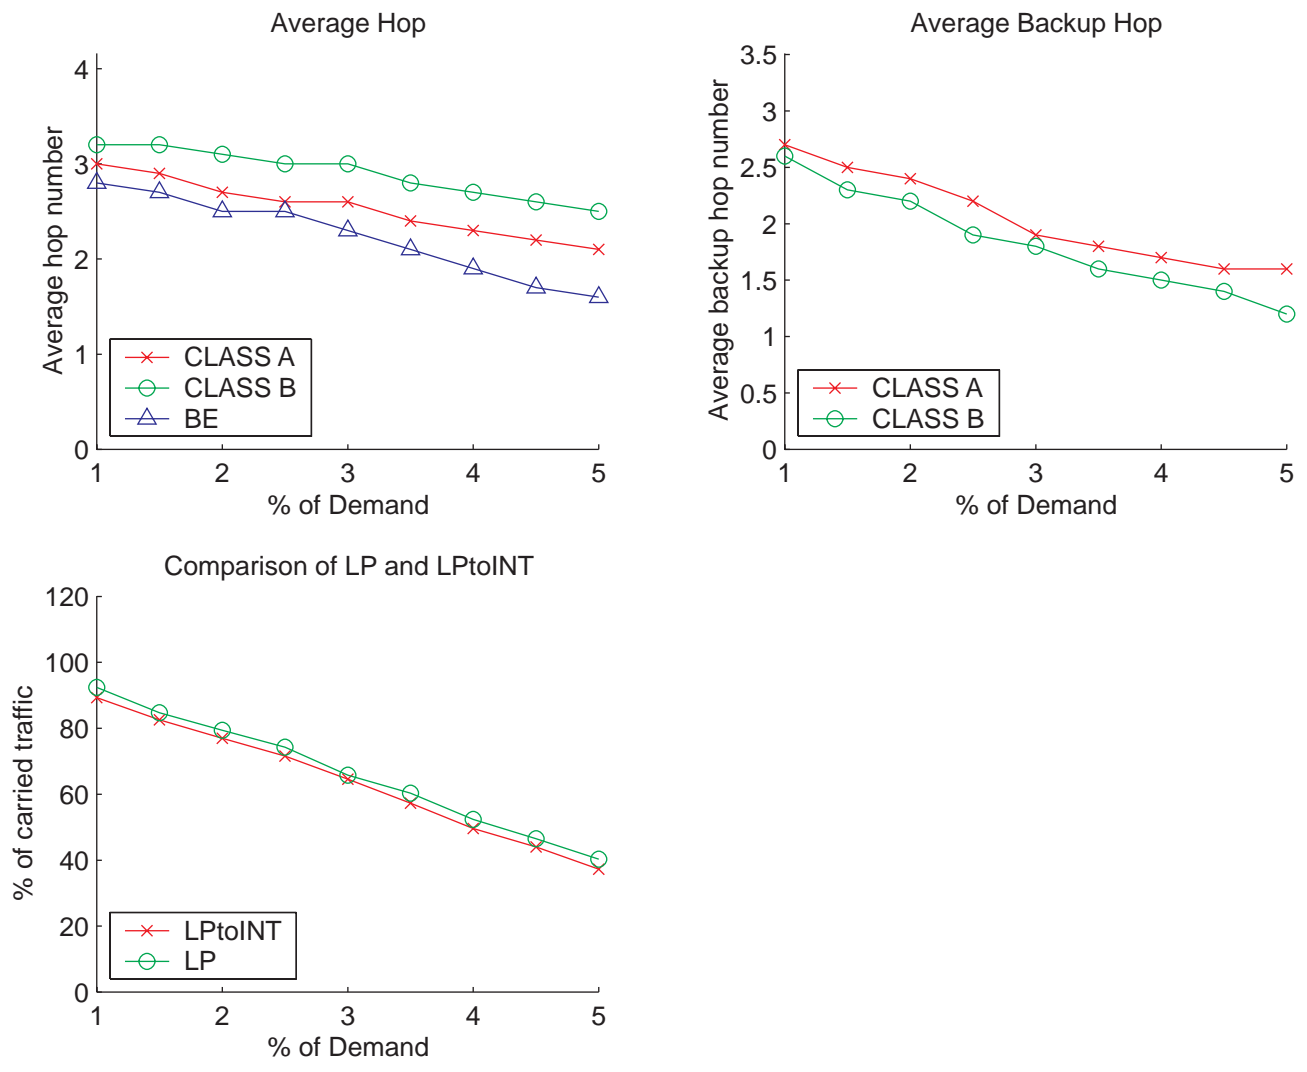 Average Hop
4
3
2
1
0
Average hop number
CLASS A
CLASS B
BE
1 2 3 4 5
% of Demand
Average Backup Hop
3.5
3
2.5
2
1.5
1
0.5
0
Average backup hop number
CLASS A
CLASS B
1 2 3 4 5
% of Demand
Comparison of LP and LPtoINT
120
100
80
60
40
20
0
% of carried traffic
LPtoINT
LP
1 2 3 4 5
% of Demand